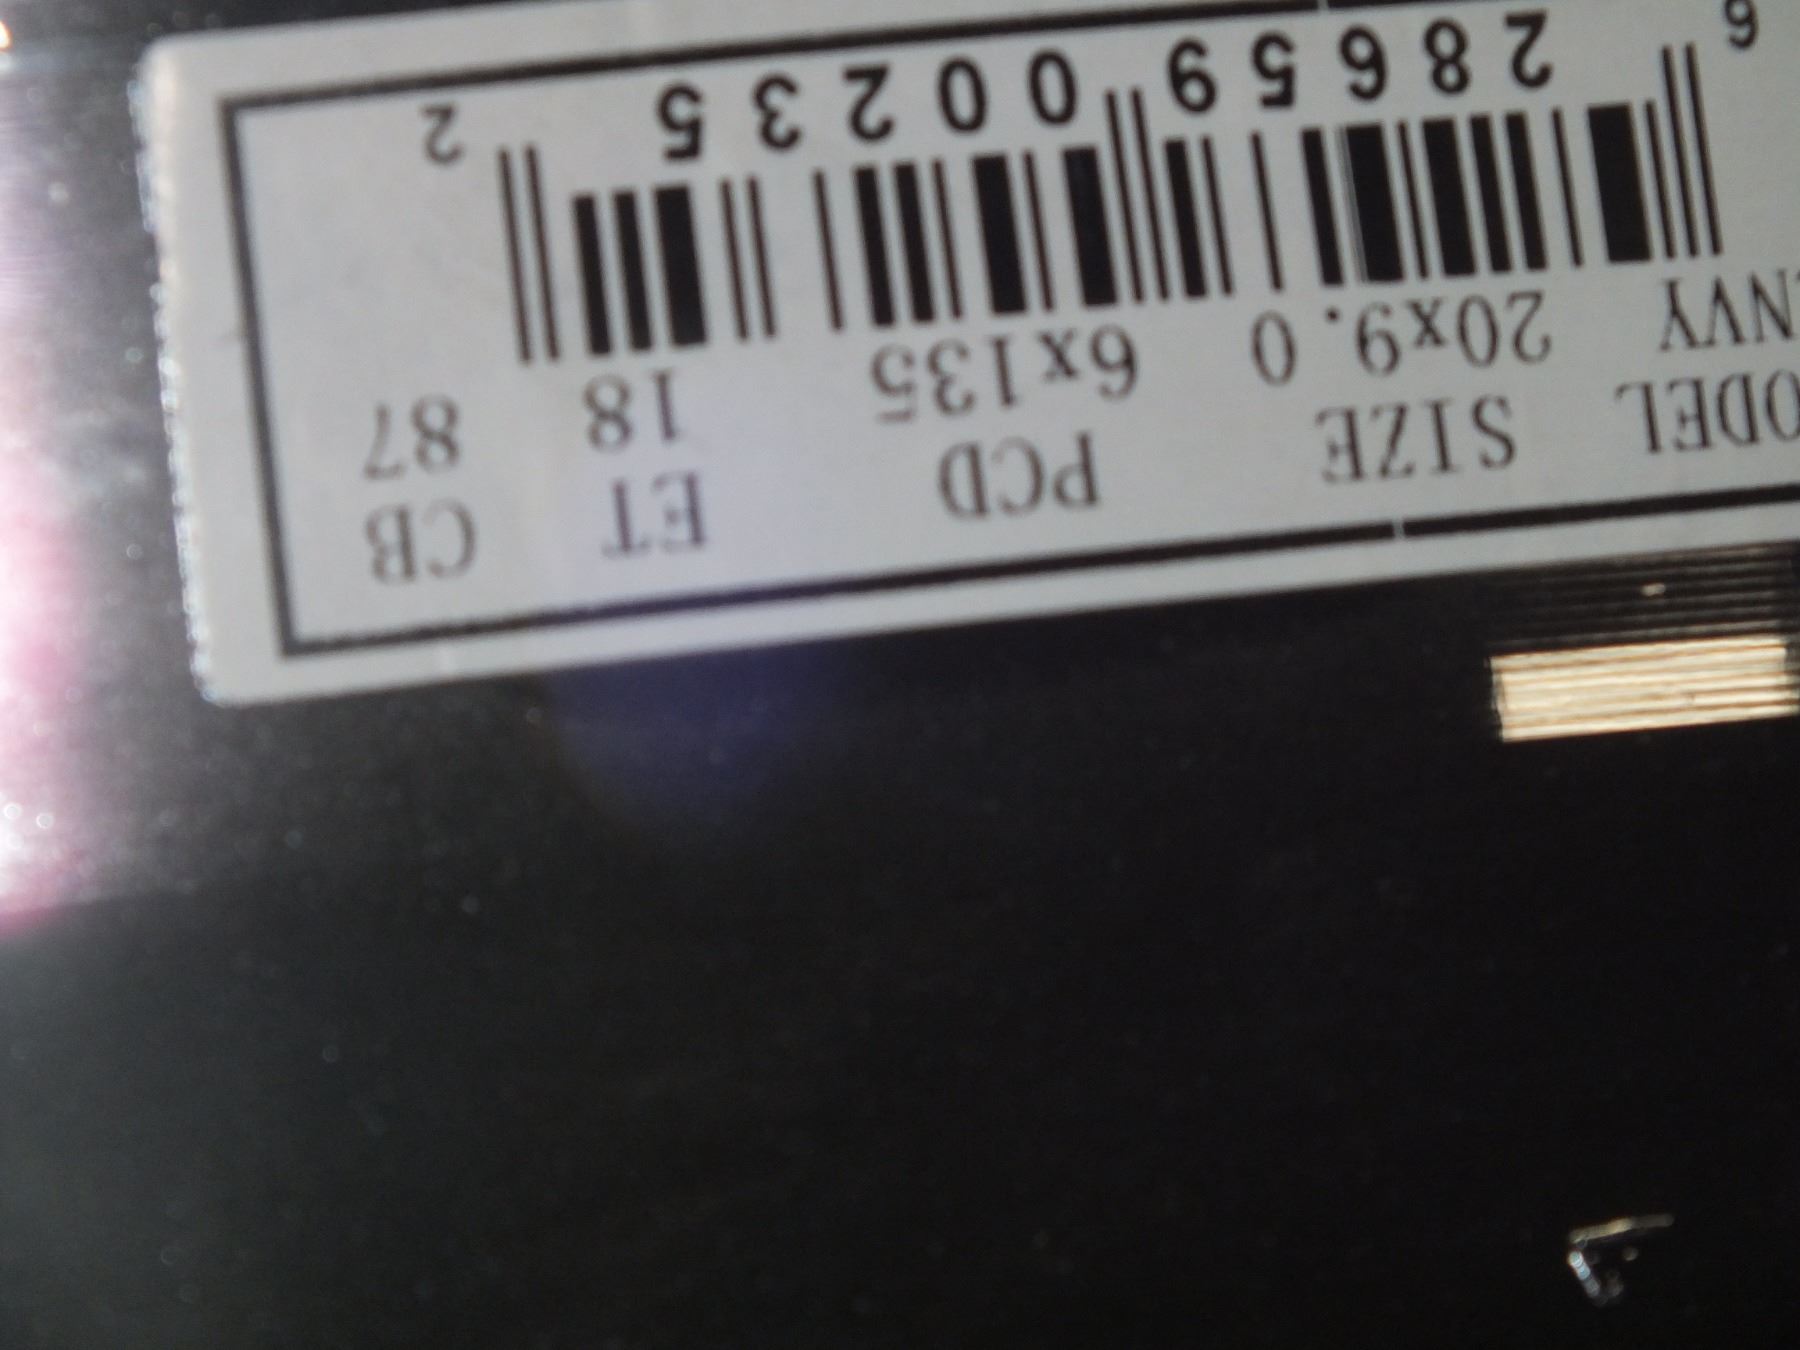 ODEL SIZE PCD ET CB
NVY 20x9.0 6x135 18 87
6 28659 00235 2